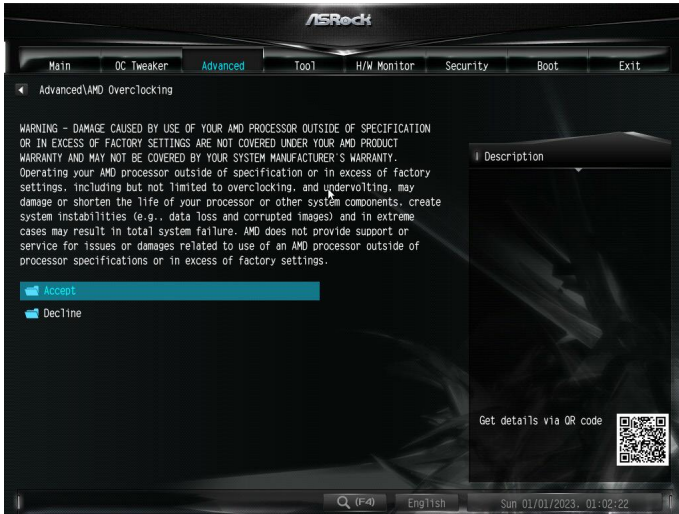 ASRock
Main OC Tweaker Advanced Tool H/W Monitor Security Boot Exit
Advanced\AMD Overclocking
WARNING - DAMAGE CAUSED BY USE OF YOUR AMD PROCESSOR OUTSIDE OF SPECIFICATION
OR IN EXCESS OF FACTORY SETTINGS ARE NOT COVERED UNDER YOUR AMD PRODUCT
WARRANTY AND MAY NOT BE COVERED BY YOUR SYSTEM MANUFACTURER'S WARRANTY.
Operating your AMD processor outside of specification or in excess of factory
settings, including but not limited to overclocking, and undervolting, may
damage or shorten the life of your processor or other system components, create
system instabilities (e.g., data loss and corrupted images) and in extreme
cases may result in total system failure. AMD does not provide support or
service for issues or damages related to use of an AMD processor outside of
processor specifications or in excess of factory settings.
Accept
Decline
Description
Get details via QR code
(F4) English Sun 01/01/2023, 01:02:22